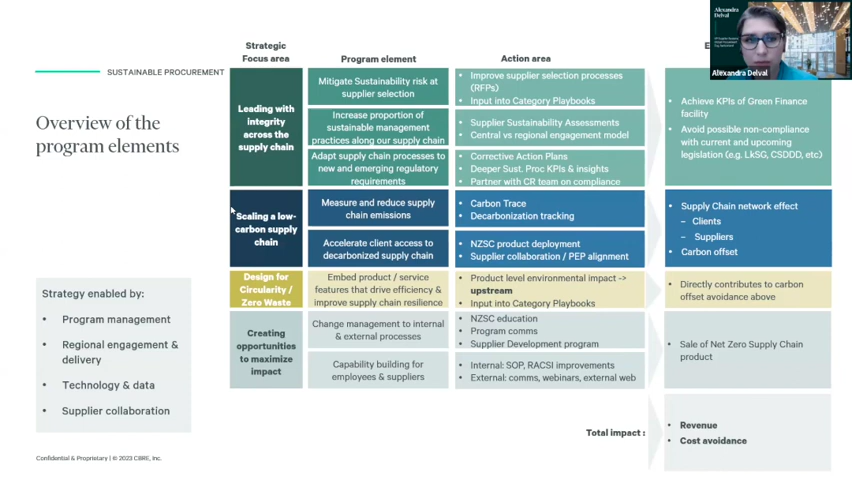 Alexandra
Delval
Alexandra Delval
SUSTAINABLE PROCUREMENT
Overview of the
program elements
Strategy enabled by:
• Program management
• Regional engagement &
delivery
• Technology & data
• Supplier collaboration
Confidential & Proprietary | © 2023 CBRE, Inc.
Strategic
Focus area
Program element
Action area
Leading with
integrity
across the
supply chain
Mitigate Sustainability risk at
supplier selection
• Improve supplier selection processes
(RFPs)
• Input into Category Playbooks
Increase proportion of
sustainable management
practices along our supply chain
• Supplier Sustainability Assessments
• Central vs regional engagement model
Adapt supply chain processes to
new and emerging regulatory
requirements
• Corrective Action Plans
• Deeper Sust. Proc KPIs & insights
• Partner with CR team on compliance
• Achieve KPIs of Green Finance
facility
• Avoid possible non-compliance
with current and upcoming
legislation (e.g. LkSG, CSDDD, etc)
Scaling a low-
carbon supply
chain
Measure and reduce supply
chain emissions
• Carbon Trace
• Decarbonization tracking
Accelerate client access to
decarbonized supply chain
• NZSC product deployment
• Supplier collaboration / PEP alignment
• Supply Chain network effect
– Clients
– Suppliers
• Carbon offset
Design for
Circularity /
Zero Waste
Embed product / service
features that drive efficiency &
improve supply chain resilience
• Product level environmental impact ->
upstream
• Input into Category Playbooks
• Directly contributes to carbon
offset avoidance above
Creating
opportunities
to maximize
impact
Change management to internal
& external processes
• NZSC education
• Program comms
• Supplier Development program
Capability building for
employees & suppliers
• Internal: SOP, RACSI improvements
• External: comms, webinars, external web
• Sale of Net Zero Supply Chain
product
Total impact :
• Revenue
• Cost avoidance